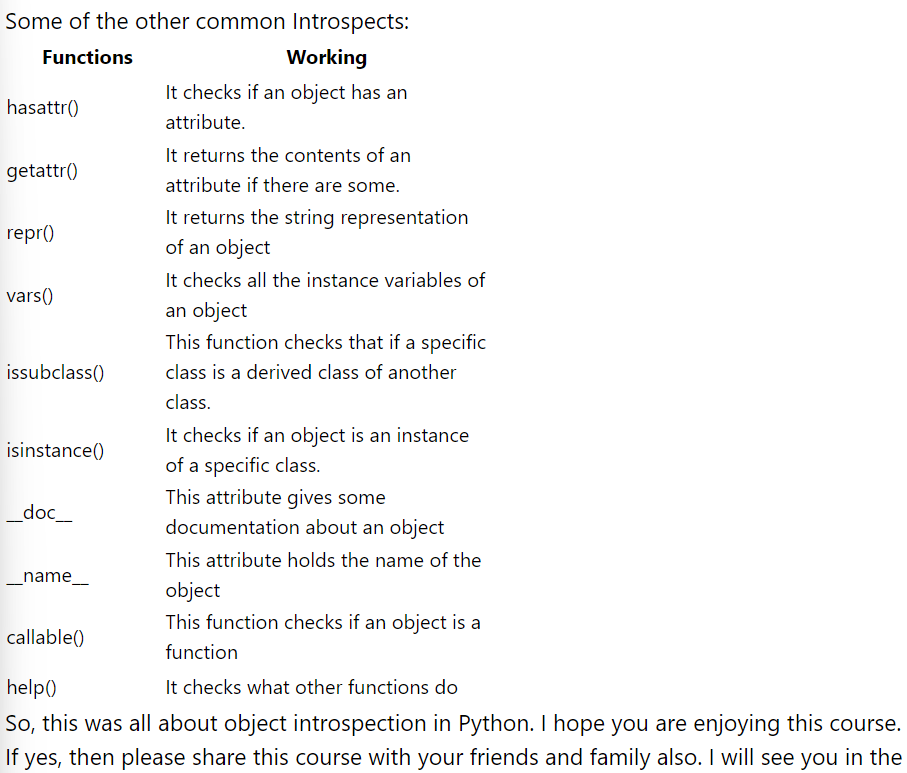 Some of the other common Introspects:
Functions Working
hasattr() It checks if an object has an
attribute.
getattr() It returns the contents of an
attribute if there are some.
repr() It returns the string representation
of an object
vars() It checks all the instance variables of
an object
issubclass() This function checks that if a specific
class is a derived class of another
class.
isinstance() It checks if an object is an instance
of a specific class.
__doc__ This attribute gives some
documentation about an object
__name__ This attribute holds the name of the
object
callable() This function checks if an object is a
function
help() It checks what other functions do
So, this was all about object introspection in Python. I hope you are enjoying this course.
If yes, then please share this course with your friends and family also. I will see you in the